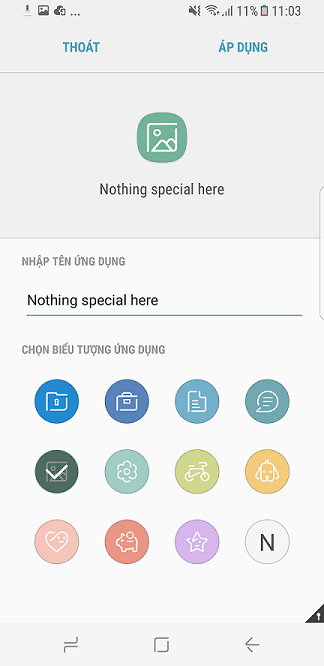 ... 11% 11:03
THOÁT ÁP DỤNG
Nothing special here
NHẬP TÊN ỨNG DỤNG
Nothing special here
CHỌN BIỂU TƯỢNG ỨNG DỤNG
N